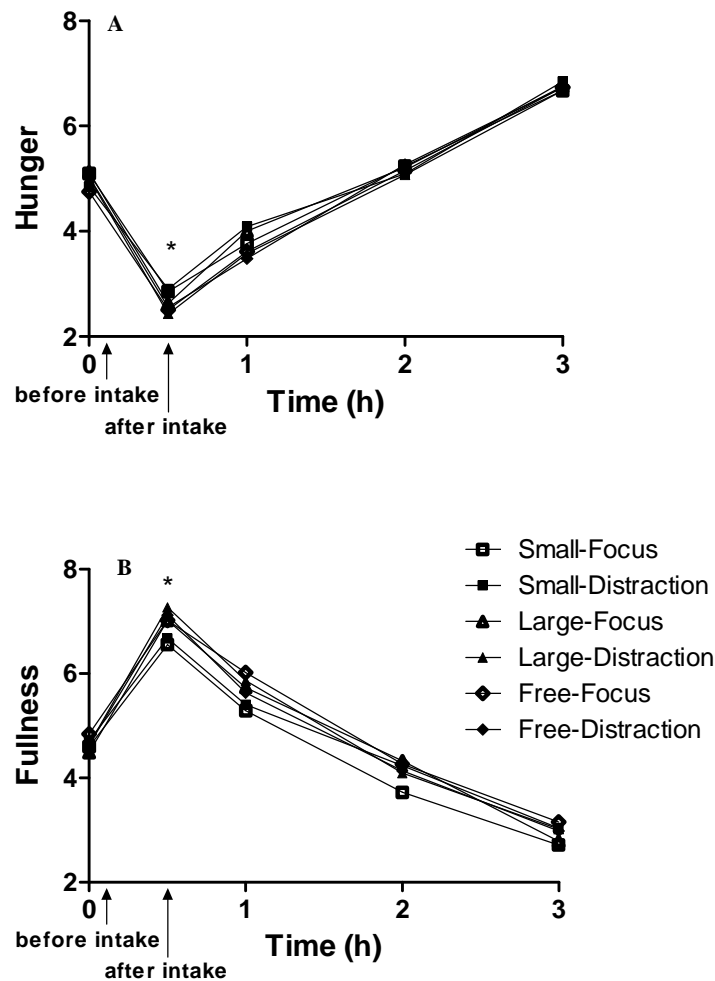 A
8
6
4
2
Hunger
*
0 1 2 3
before intake
Time (h)
after intake
B
8
6
4
2
Fullness
*
Small-Focus
Small-Distraction
Large-Focus
Large-Distraction
Free-Focus
Free-Distraction
0 1 2 3
before intake
Time (h)
after intake